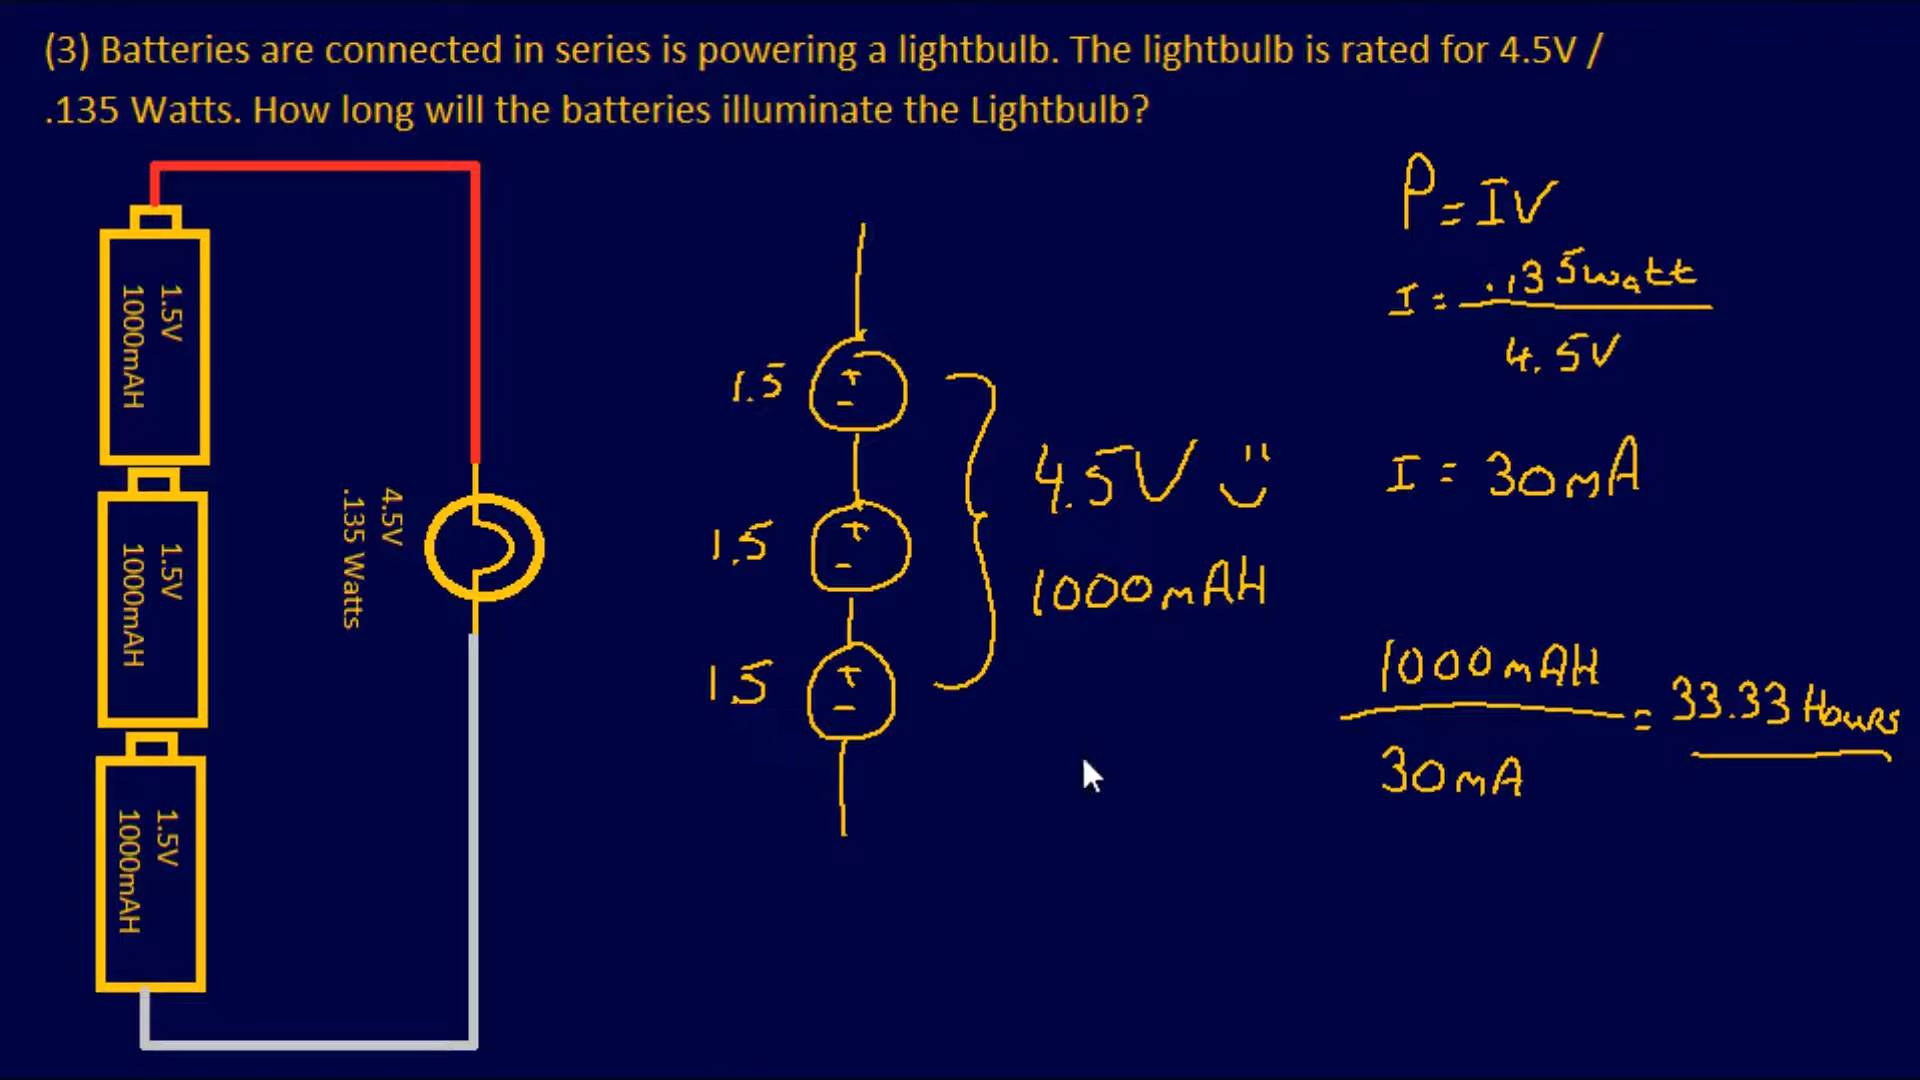 (3) Batteries are connected in series is powering a lightbulb. The lightbulb is rated for 4.5V /
.135 Watts. How long will the batteries illuminate the Lightbulb?
1.5V
1000mAH
1.5V
1000mAH
1.5V
1000mAH
4.5V
.135 Watts
1.5
+
-
1.5
+
-
1.5
+
-
4.5V
1000mAH
P=IV
I = .135watt
4.5V
I = 30mA
1000mAH
30mA
= 33.33 Hours